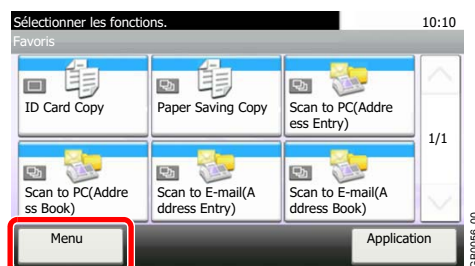 Sélectionner les fonctions.
10:10
Favoris
ID Card Copy
Paper Saving Copy
Scan to PC(Addre
ess Entry)
1/1
Scan to PC(Addre
ss Book)
Scan to E-mail(A
ddress Entry)
Scan to E-mail(A
ddress Book)
Menu
Application